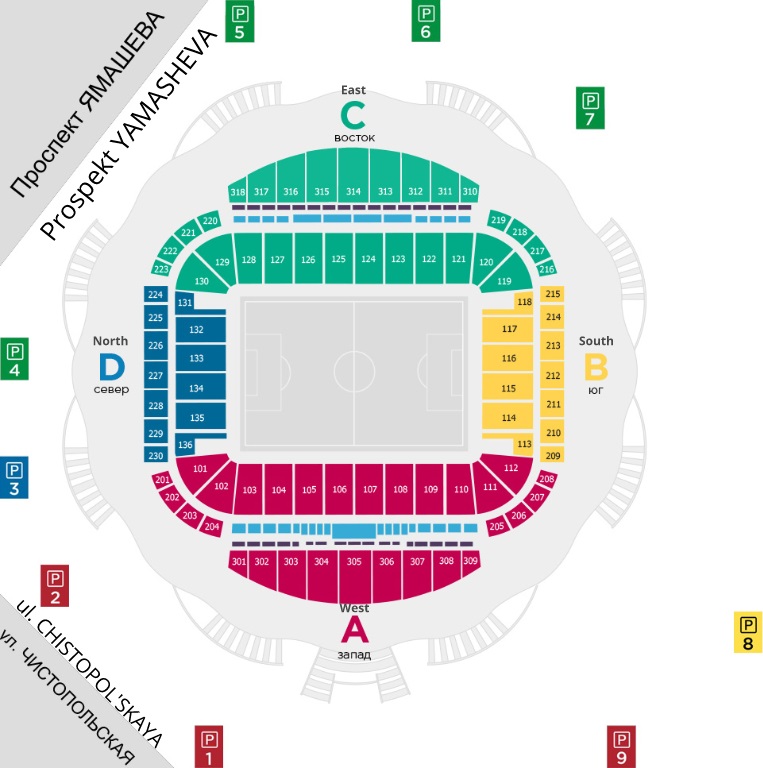 P
5
P
6
P
7
Проспект ЯМАШЕВА
Prospekt YAMASHEVA
East
C
ВОСТОК
318 317 316 315 314 313 312 311 310
220
221
222
223
219
218
217
216
130 129 128 127 126 125 124 123 122 121 120 119
224
225
226
227
228
229
230
131
132
133
134
135
136
118
117
116
115
114
113
215
214
213
212
211
210
209
North
D
север
South
B
юг
P
4
P
3
101 102 103 104 105 106 107 108 109 110 111 112
201
202
203
204
208
207
206
205
301 302 303 304 305 306 307 308 309
West
A
запад
P
2
P
8
ul. CHISTOPOL'SKAYA
ул. ЧИСТОПОЛЬСКАЯ
P
1
P
9